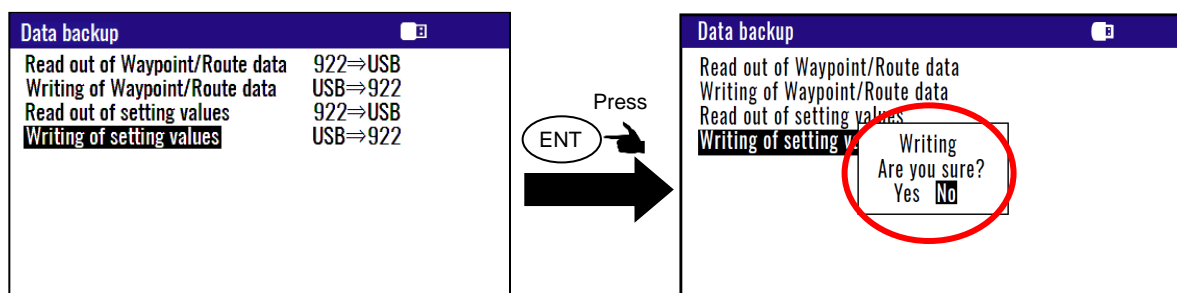 Data backup
Read out of Waypoint/Route data 922⇒USB
Writing of Waypoint/Route data USB⇒922
Read out of setting values 922⇒USB
Writing of setting values USB⇒922
Press
ENT
Data backup
Read out of Waypoint/Route data
Writing of Waypoint/Route data
Read out of setting values
Writing of setting v
Writing
Are you sure?
Yes No